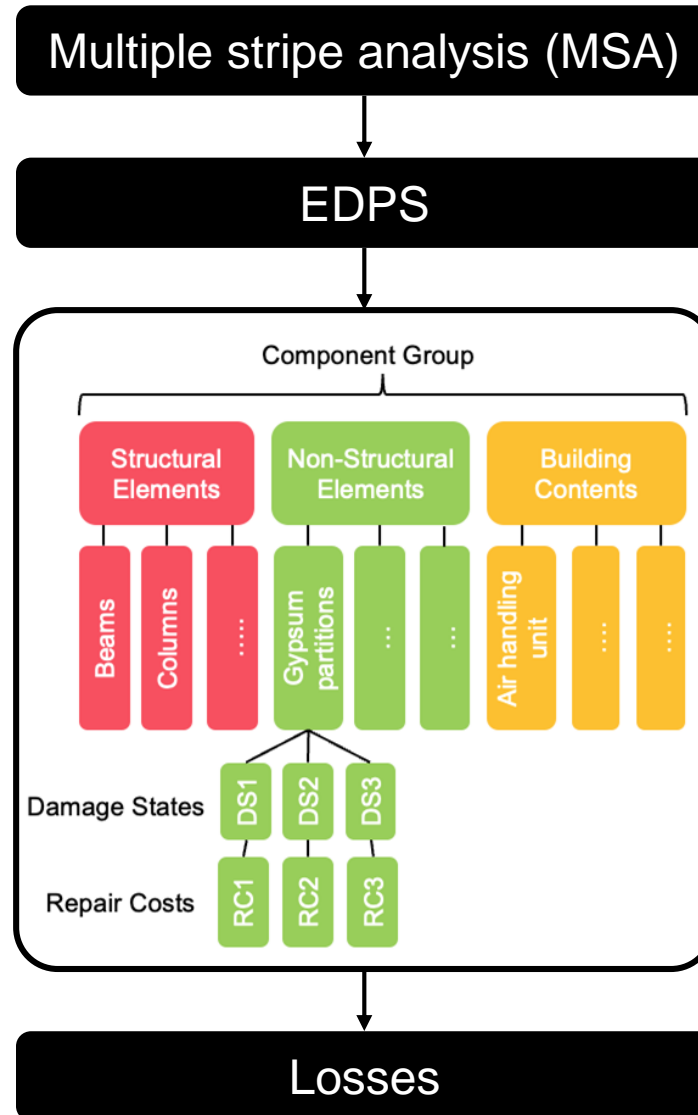 Multiple stripe analysis (MSA)
EDPS
Component Group
Structural
Elements
Non-Structural
Elements
Building
Contents
Beams
Columns
.....
Gypsum
partitions
...
...
Air handling
unit
....
....
Damage States
DS1
DS2
DS3
Repair Costs
RC1
RC2
RC3
Losses